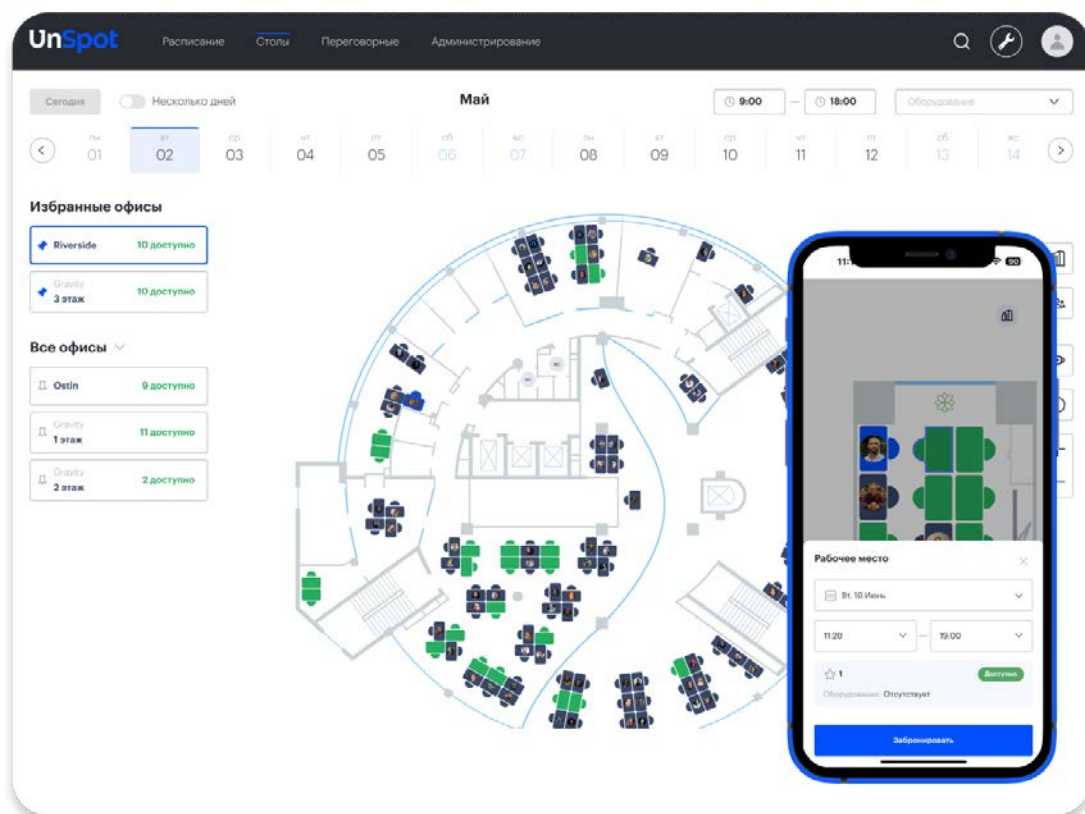 UnSpot
Расписание Столы Переговорные Администрирование
Сегодня Несколько дней Май 9:00 — 18:00 Оборудование
пн вт ср чт пт сб вс пн вт ср чт пт сб вс
01 02 03 04 05 06 07 08 09 10 11 12 13 14
Избранные офисы
Riverside 10 доступно
Gravity
3 этаж 10 доступно
Все офисы
Ostin 9 доступно
Gravity
1 этаж 11 доступно
Gravity
2 этаж 2 доступно
90
Рабочее место
Вт, 10 Июнь
11:20 — 19:00
1 Доступно
Оборудование: Отсутствует
Забронировать